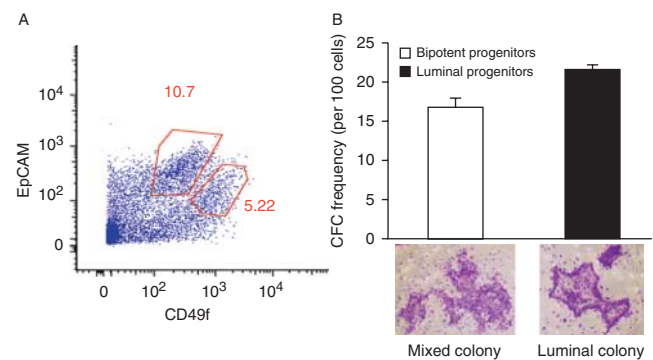 A
10.7
5.22
EpCAM
10⁴
10³
10²
0
0
10²
10³
10⁴
CD49f
B
Bipotent progenitors
Luminal progenitors
CFC frequency (per 100 cells)
25
20
15
10
5
0
Mixed colony
Luminal colony